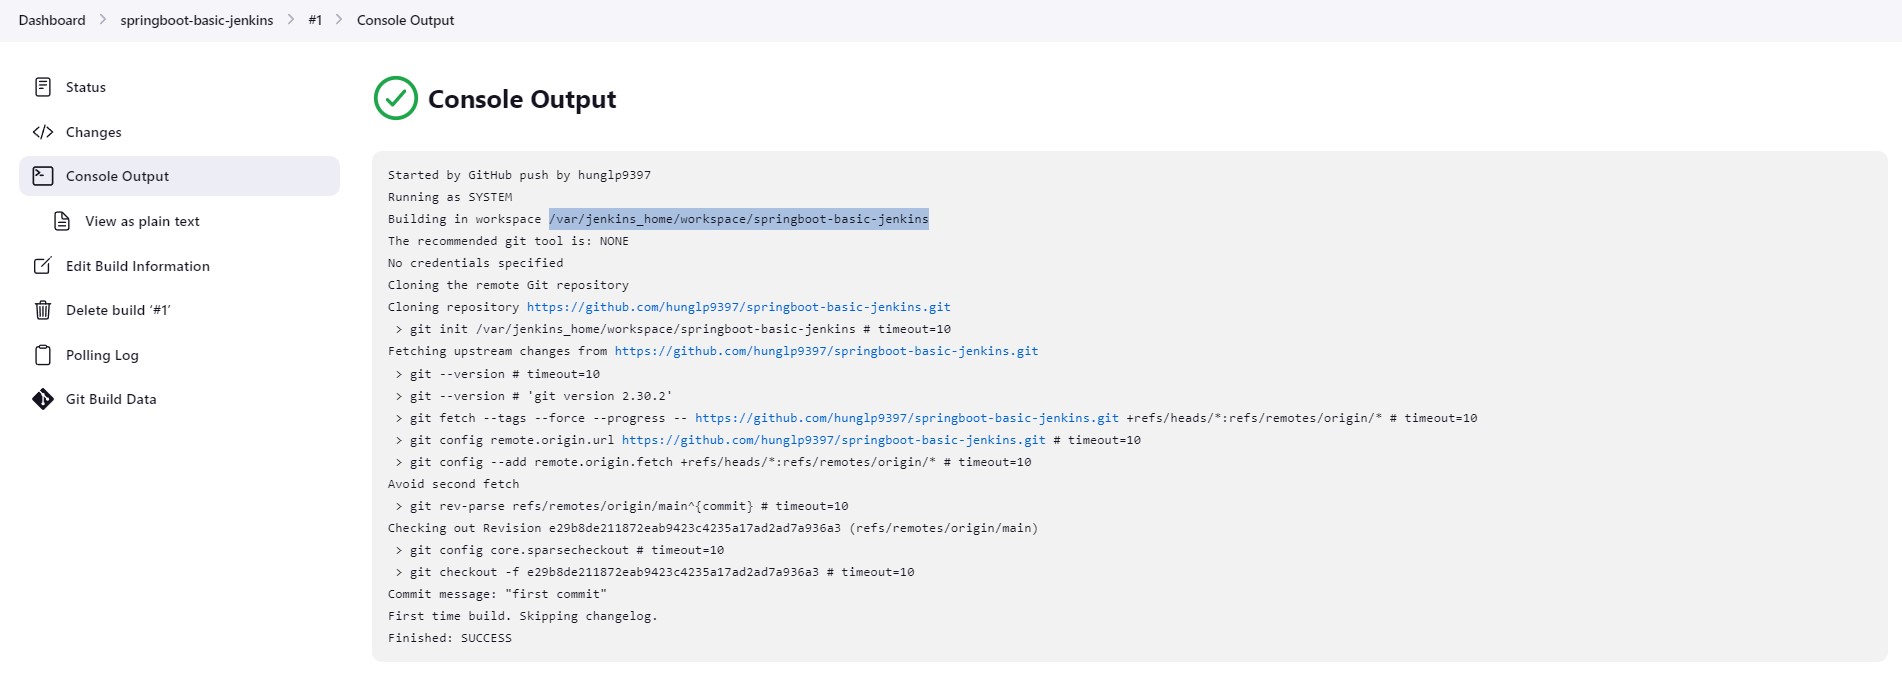 Dashboard > springboot-basic-jenkins > #1 > Console Output
Status
Changes
Console Output
View as plain text
Edit Build Information
Delete build ‘#1’
Polling Log
Git Build Data
Console Output
Started by GitHub push by hunglp9397
Running as SYSTEM
Building in workspace /var/jenkins_home/workspace/springboot-basic-jenkins
The recommended git tool is: NONE
No credentials specified
Cloning the remote Git repository
Cloning repository https://github.com/hunglp9397/springboot-basic-jenkins.git
 > git init /var/jenkins_home/workspace/springboot-basic-jenkins # timeout=10
Fetching upstream changes from https://github.com/hunglp9397/springboot-basic-jenkins.git
 > git --version # timeout=10
 > git --version # 'git version 2.30.2'
 > git fetch --tags --force --progress -- https://github.com/hunglp9397/springboot-basic-jenkins.git +refs/heads/*:refs/remotes/origin/* # timeout=10
 > git config remote.origin.url https://github.com/hunglp9397/springboot-basic-jenkins.git # timeout=10
 > git config --add remote.origin.fetch +refs/heads/*:refs/remotes/origin/* # timeout=10
Avoid second fetch
 > git rev-parse refs/remotes/origin/main^{commit} # timeout=10
Checking out Revision e29b8de211872eab9423c4235a17ad2ad7a936a3 (refs/remotes/origin/main)
 > git config core.sparsecheckout # timeout=10
 > git checkout -f e29b8de211872eab9423c4235a17ad2ad7a936a3 # timeout=10
Commit message: "first commit"
First time build. Skipping changelog.
Finished: SUCCESS